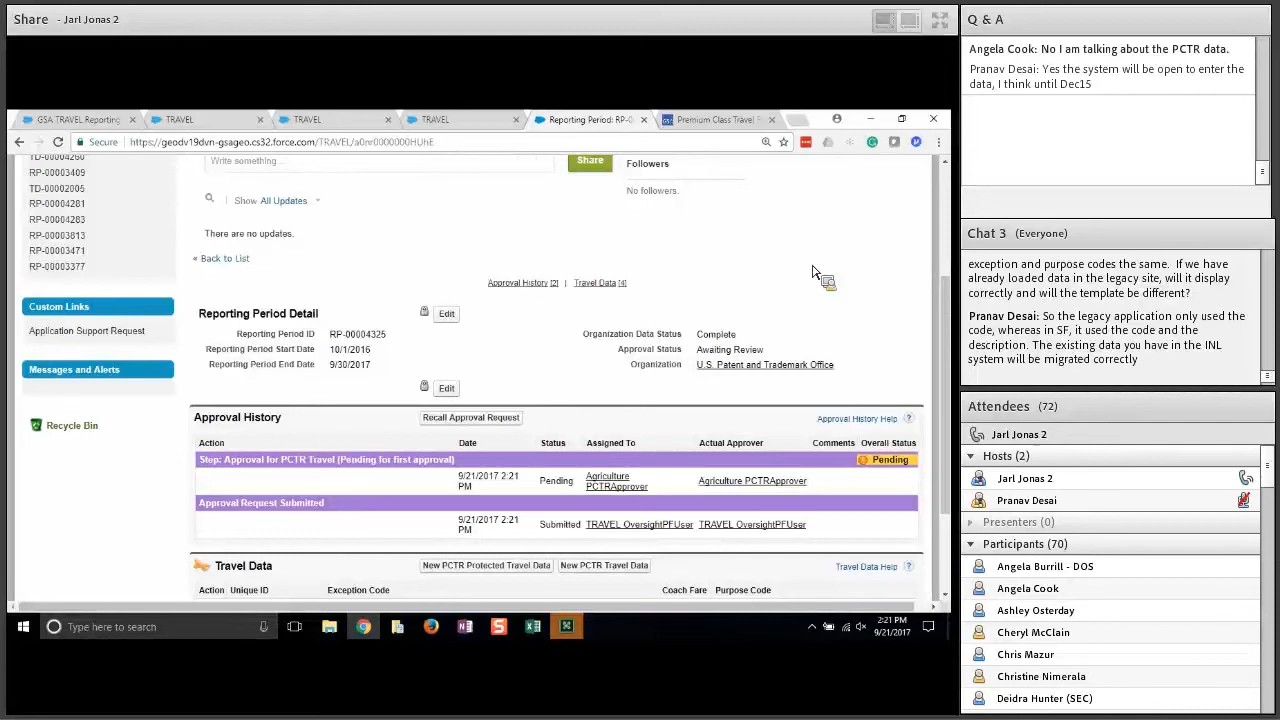 Share - Jarl Jonas 2
GSA TRAVEL Reporting
TRAVEL
TRAVEL
TRAVEL
Reporting Period: RP-0
Premium Class Travel
Secure
https://geodv19dvn-gsageo.cs32.force.com/TRAVEL/a0nr0000000HUhE
TD-00004260
RP-00003409
TD-00002005
RP-00004281
RP-00004283
RP-00003813
RP-00003471
RP-00003377
Custom Links
Application Support Request
Messages and Alerts
Recycle Bin
Write something ...
Share
Followers
No followers.
Show All Updates
There are no updates.
« Back to List
Approval History [2] | Travel Data [4]
Reporting Period Detail
Edit
Reporting Period ID RP-00004325
Organization Data Status Complete
Reporting Period Start Date 10/1/2016
Approval Status Awaiting Review
Reporting Period End Date 9/30/2017
Organization U.S. Patent and Trademark Office
Edit
Approval History
Recall Approval Request
Approval History Help ?
Action Date Status Assigned To Actual Approver Comments Overall Status
Step: Approval for PCTR Travel (Pending for first approval)
Pending
9/21/2017 2:21
PM
Pending
Agriculture
PCTRApprover
Agriculture PCTRApprover
Approval Request Submitted
9/21/2017 2:21
PM
Submitted
TRAVEL OversightPFUser
TRAVEL OversightPFUser
Travel Data
New PCTR Protected Travel Data
New PCTR Travel Data
Travel Data Help ?
Action Unique ID Exception Code Coach Fare Purpose Code
Type here to search
2:21 PM
9/21/2017
Q & A
Angela Cook: No I am talking about the PCTR data.
Pranav Desai: Yes the system will be open to enter the
data, I think until Dec15
Chat 3 (Everyone)
exception and purpose codes the same. If we have
already loaded data in the legacy site, will it display
correctly and will the template be different?
Pranav Desai: So the legacy application only used the
code, whereas in SF, it used the code and the
description. The existing data you have in the INL
system will be migrated correctly
Attendees (72)
Jarl Jonas 2
Hosts (2)
Jarl Jonas 2
Pranav Desai
Presenters (0)
Participants (70)
Angela Burrill - DOS
Angela Cook
Ashley Osterday
Cheryl McClain
Chris Mazur
Christine Nimerala
Deidra Hunter (SEC)